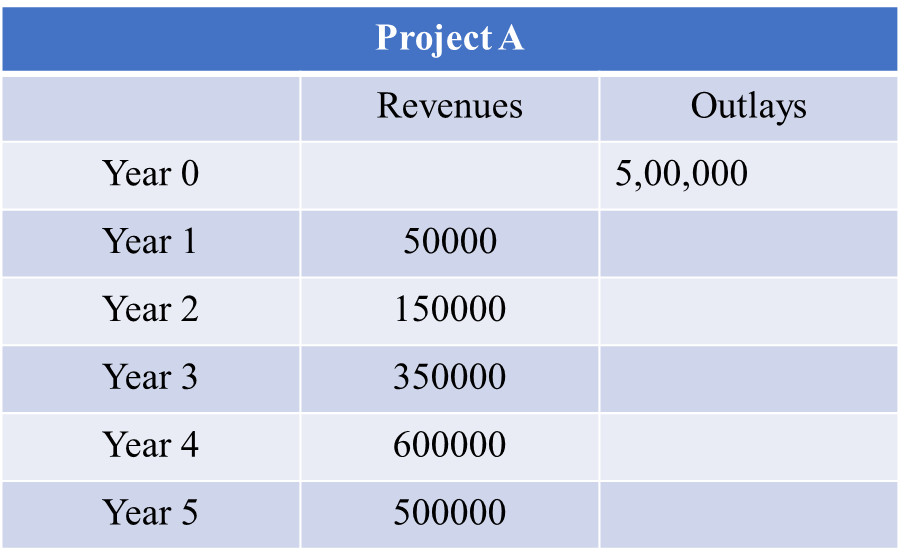 Project A
Revenues Outlays
Year 0 5,00,000
Year 1 50000
Year 2 150000
Year 3 350000
Year 4 600000
Year 5 500000